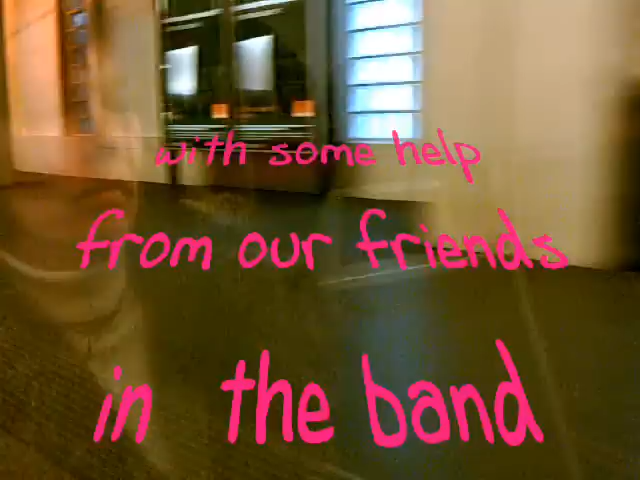 with some help
from our friends
in the band